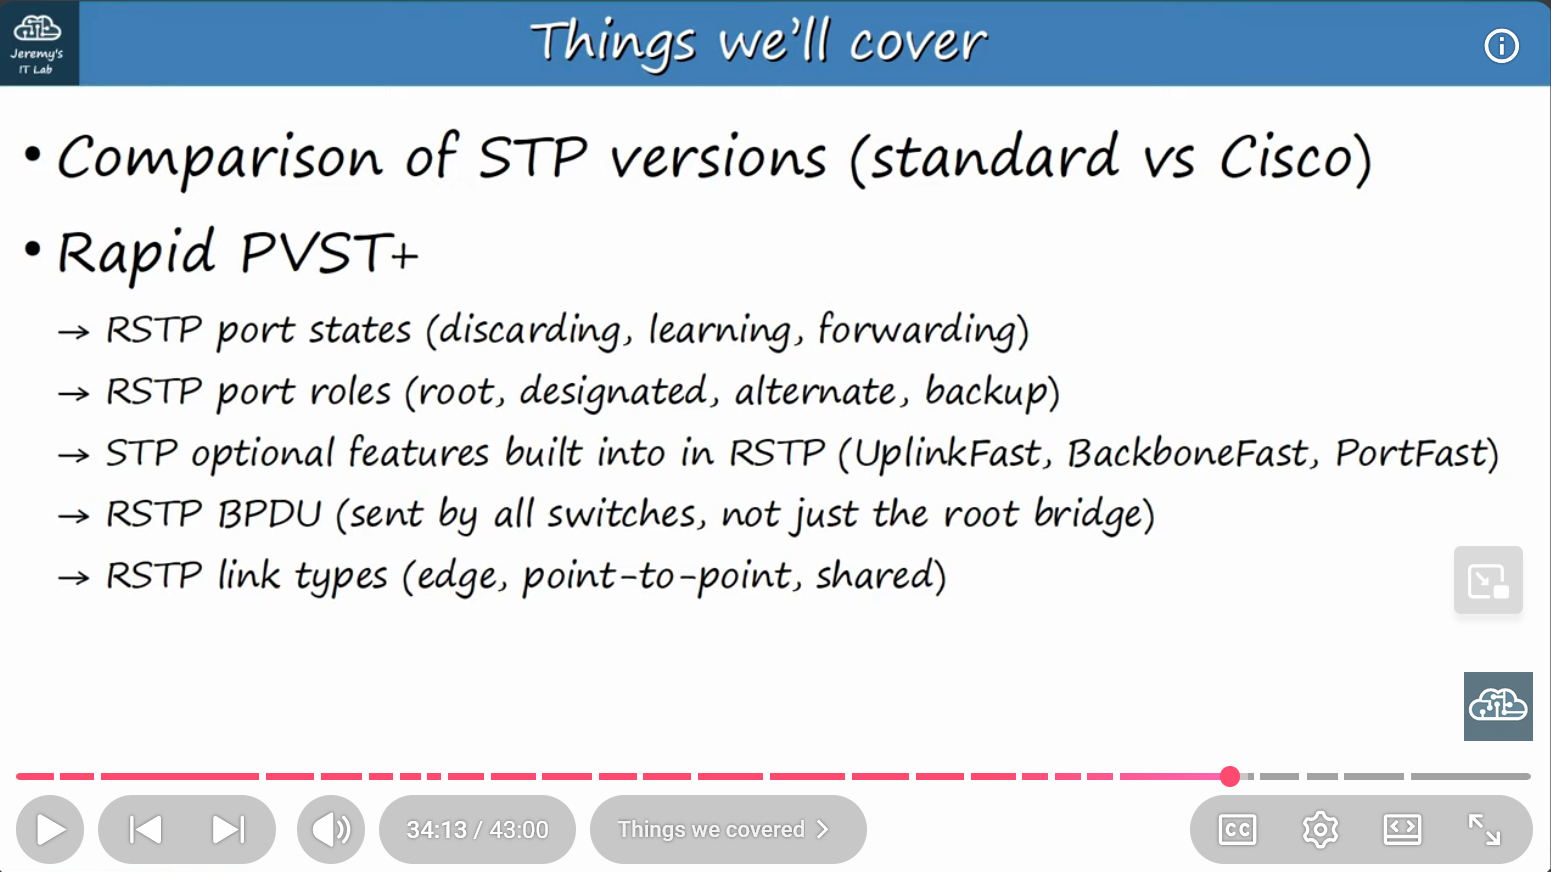 Jeremy's
IT Lab
Things we'll cover
• Comparison of STP versions (standard vs Cisco)
• Rapid PVST+
→ RSTP port states (discarding, learning, forwarding)
→ RSTP port roles (root, designated, alternate, backup)
→ STP optional features built into in RSTP (UplinkFast, BackboneFast, PortFast)
→ RSTP BPDU (sent by all switches, not just the root bridge)
→ RSTP link types (edge, point-to-point, shared)
34:13 / 43:00
Things we covered
CC